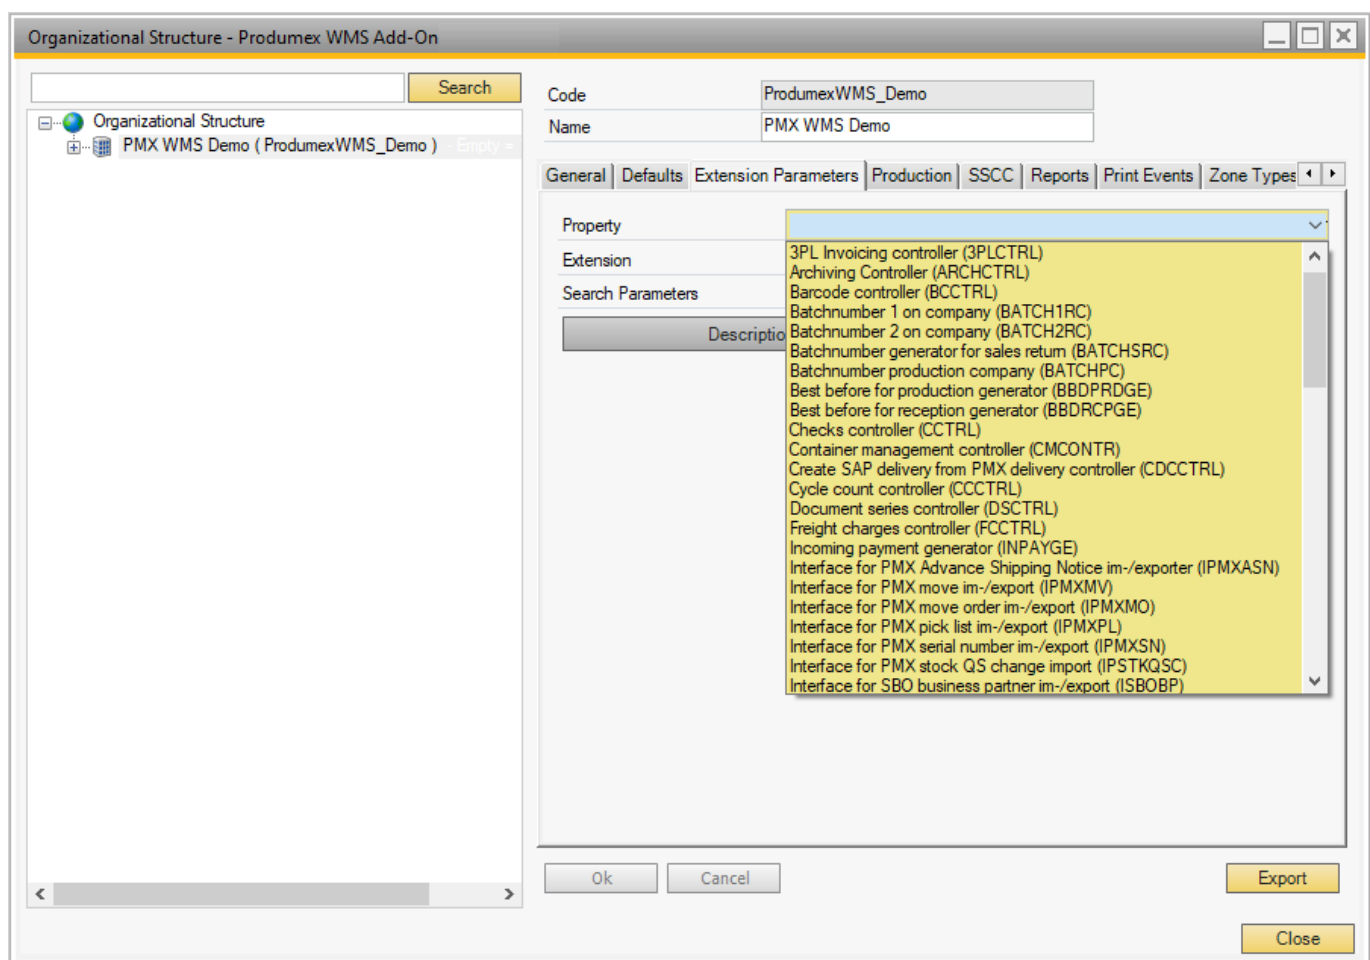 Organizational Structure - Produmex WMS Add-On
Search
Organizational Structure
PMX WMS Demo ( ProdumexWMS_Demo ) - Empty =
Code ProdumexWMS_Demo
Name PMX WMS Demo
General Defaults Extension Parameters Production SSCC Reports Print Events Zone Types
Property
Extension
Search Parameters
Descriptio
3PL Invoicing controller (3PLCTRL)
Archiving Controller (ARCHCTRL)
Barcode controller (BCCTRL)
Batchnumber 1 on company (BATCH1RC)
Batchnumber 2 on company (BATCH2RC)
Batchnumber generator for sales return (BATCHSRC)
Batchnumber production company (BATCHPC)
Best before for production generator (BBDPRDGE)
Best before for reception generator (BBDRCPGE)
Checks controller (CCTRL)
Container management controller (CMCONTR)
Create SAP delivery from PMX delivery controller (CDCCTRL)
Cycle count controller (CCCTRL)
Document series controller (DSCTRL)
Freight charges controller (FCCTRL)
Incoming payment generator (INPAYGE)
Interface for PMX Advance Shipping Notice im-/exporter (IPMXASN)
Interface for PMX move im-/export (IPMXMV)
Interface for PMX move order im-/export (IPMXMO)
Interface for PMX pick list im-/export (IPMXPL)
Interface for PMX serial number im-/export (IPMXSN)
Interface for PMX stock QS change import (IPSTKQSC)
Interface for SBO business partner im-/export (ISBOBP)
Ok Cancel Export
Close